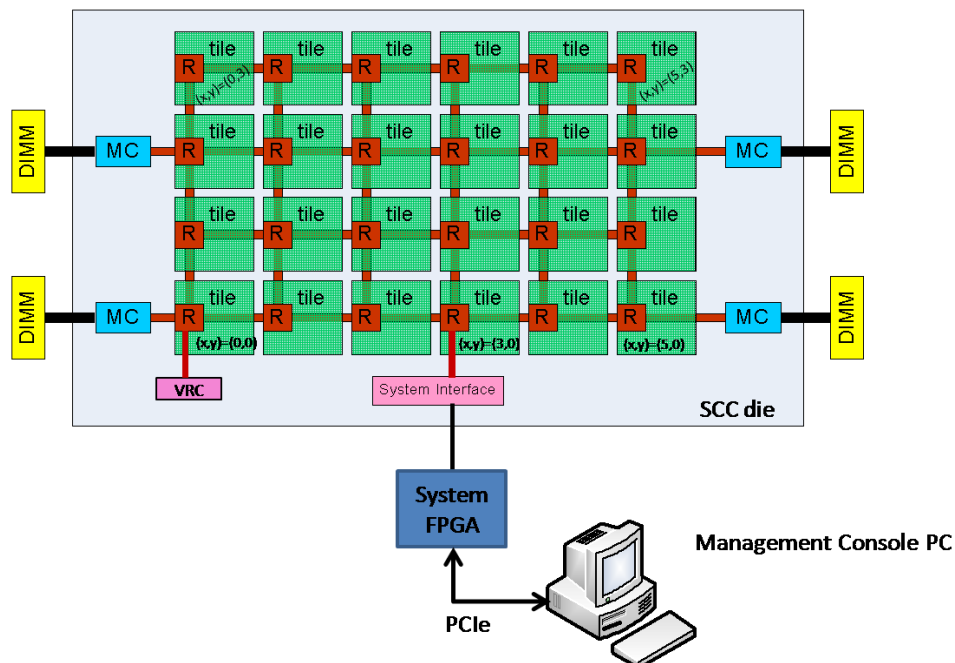 tile tile tile tile tile tile
R R R R R R
(x,y)=(0,3) (x,y)=(5,3)
DIMM MC tile tile tile tile tile tile MC DIMM
R R R R R R
tile tile tile tile tile tile
R R R R R R
DIMM MC tile tile tile tile tile tile MC DIMM
R R R R R R
(x,y)=(0,0) (x,y)=(3,0) (x,y)=(5,0)
VRC System Interface
SCC die
System
FPGA
Management Console PC
PCIe